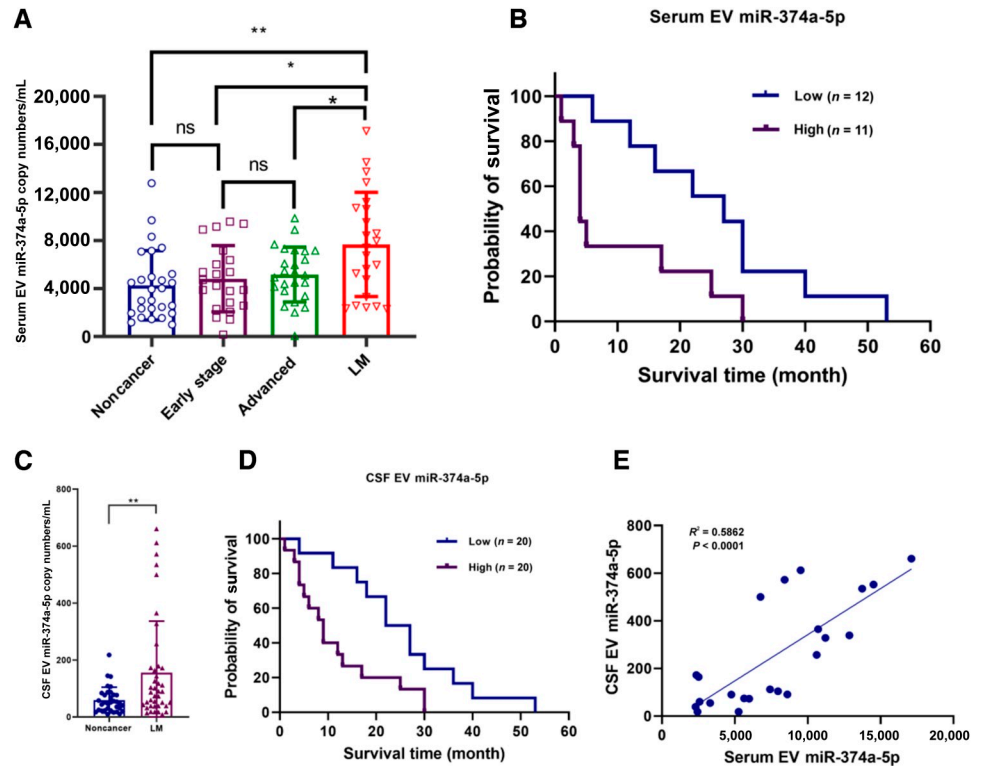 A
**
*
*
ns
ns
Serum EV miR-374a-5p copy numbers/mL
20,000
16,000
12,000
8,000
4,000
0
Noncancer
Early stage
Advanced
LM
B
Serum EV miR-374a-5p
Low (n = 12)
High (n = 11)
Probability of survival
100
80
60
40
20
0
0 10 20 30 40 50 60
Survival time (month)
C
**
CSF EV miR-374a-5p copy numbers/mL
800
600
400
200
0
Noncancer LM
D
CSF EV miR-374a-5p
Low (n = 20)
High (n = 20)
Probability of survival
100
80
60
40
20
0
0 10 20 30 40 50 60
Survival time (month)
E
R² = 0.5862
P < 0.0001
CSF EV miR-374a-5p
800
600
400
200
0
0 5,000 10,000 15,000 20,000
Serum EV miR-374a-5p